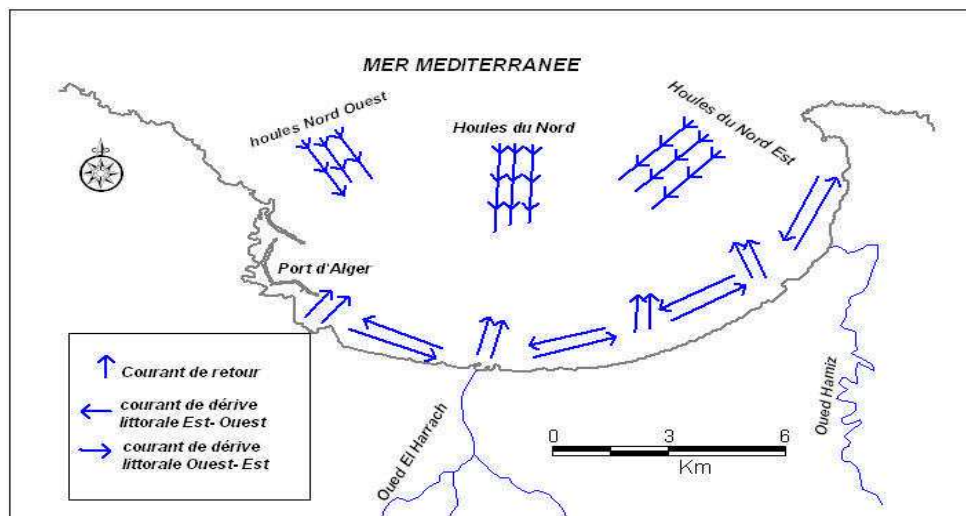 MER MEDITERRANEE
houles Nord Ouest
Houles du Nord
Houles du Nord Est
Port d'Alger
Courant de retour
courant de dérive
littorale Est- Ouest
courant de dérive
littorale Ouest- Est
Oued El Harrach
Oued Hamiz
0 3 6
Km